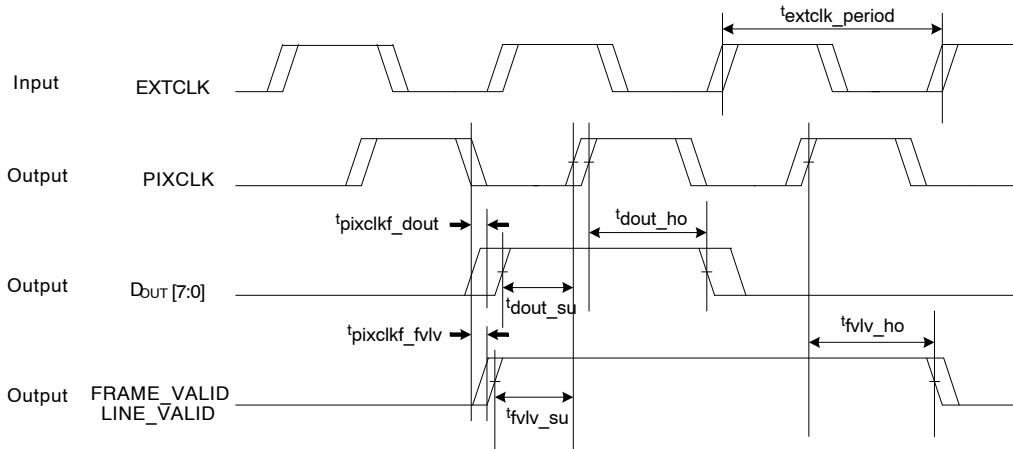 textclk_period
Input EXTCLK
Output PIXCLK
tpixclkf_dout
tdout_ho
Output DOUT [7:0]
tdout_su
tpixclkf_fvlv
tfvlv_ho
Output FRAME_VALID
LINE_VALID
tfvlv_su